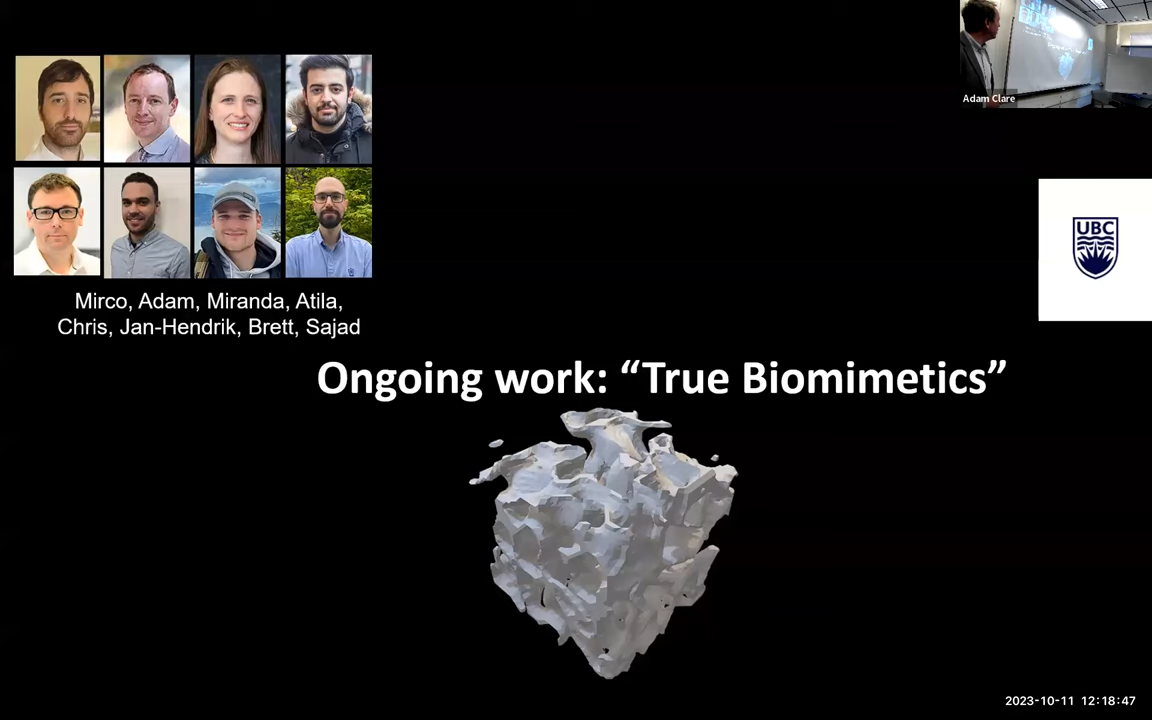 Adam Clare
UBC
Mirco, Adam, Miranda, Atila,
Chris, Jan-Hendrik, Brett, Sajad
Ongoing work: “True Biomimetics”
2023-10-11 12:18:47